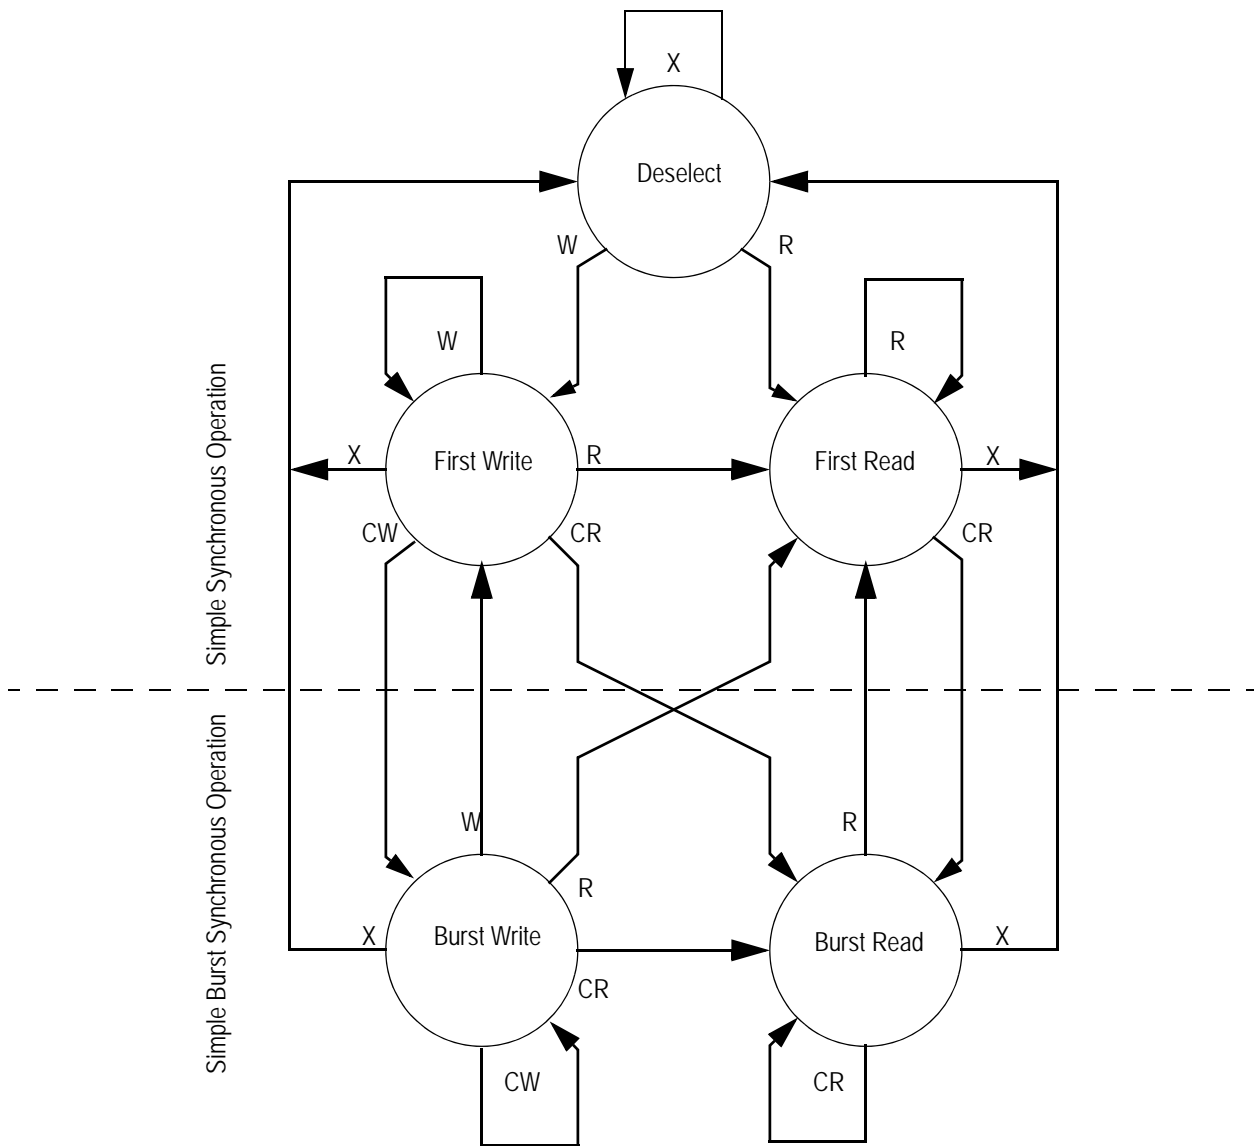 X
Deselect
W
R
W
R
Simple Synchronous Operation
X
First Write
R
First Read
X
CW
CR
CR
Simple Burst Synchronous Operation
W
R
R
X
Burst Write
Burst Read
X
CR
CW
CR